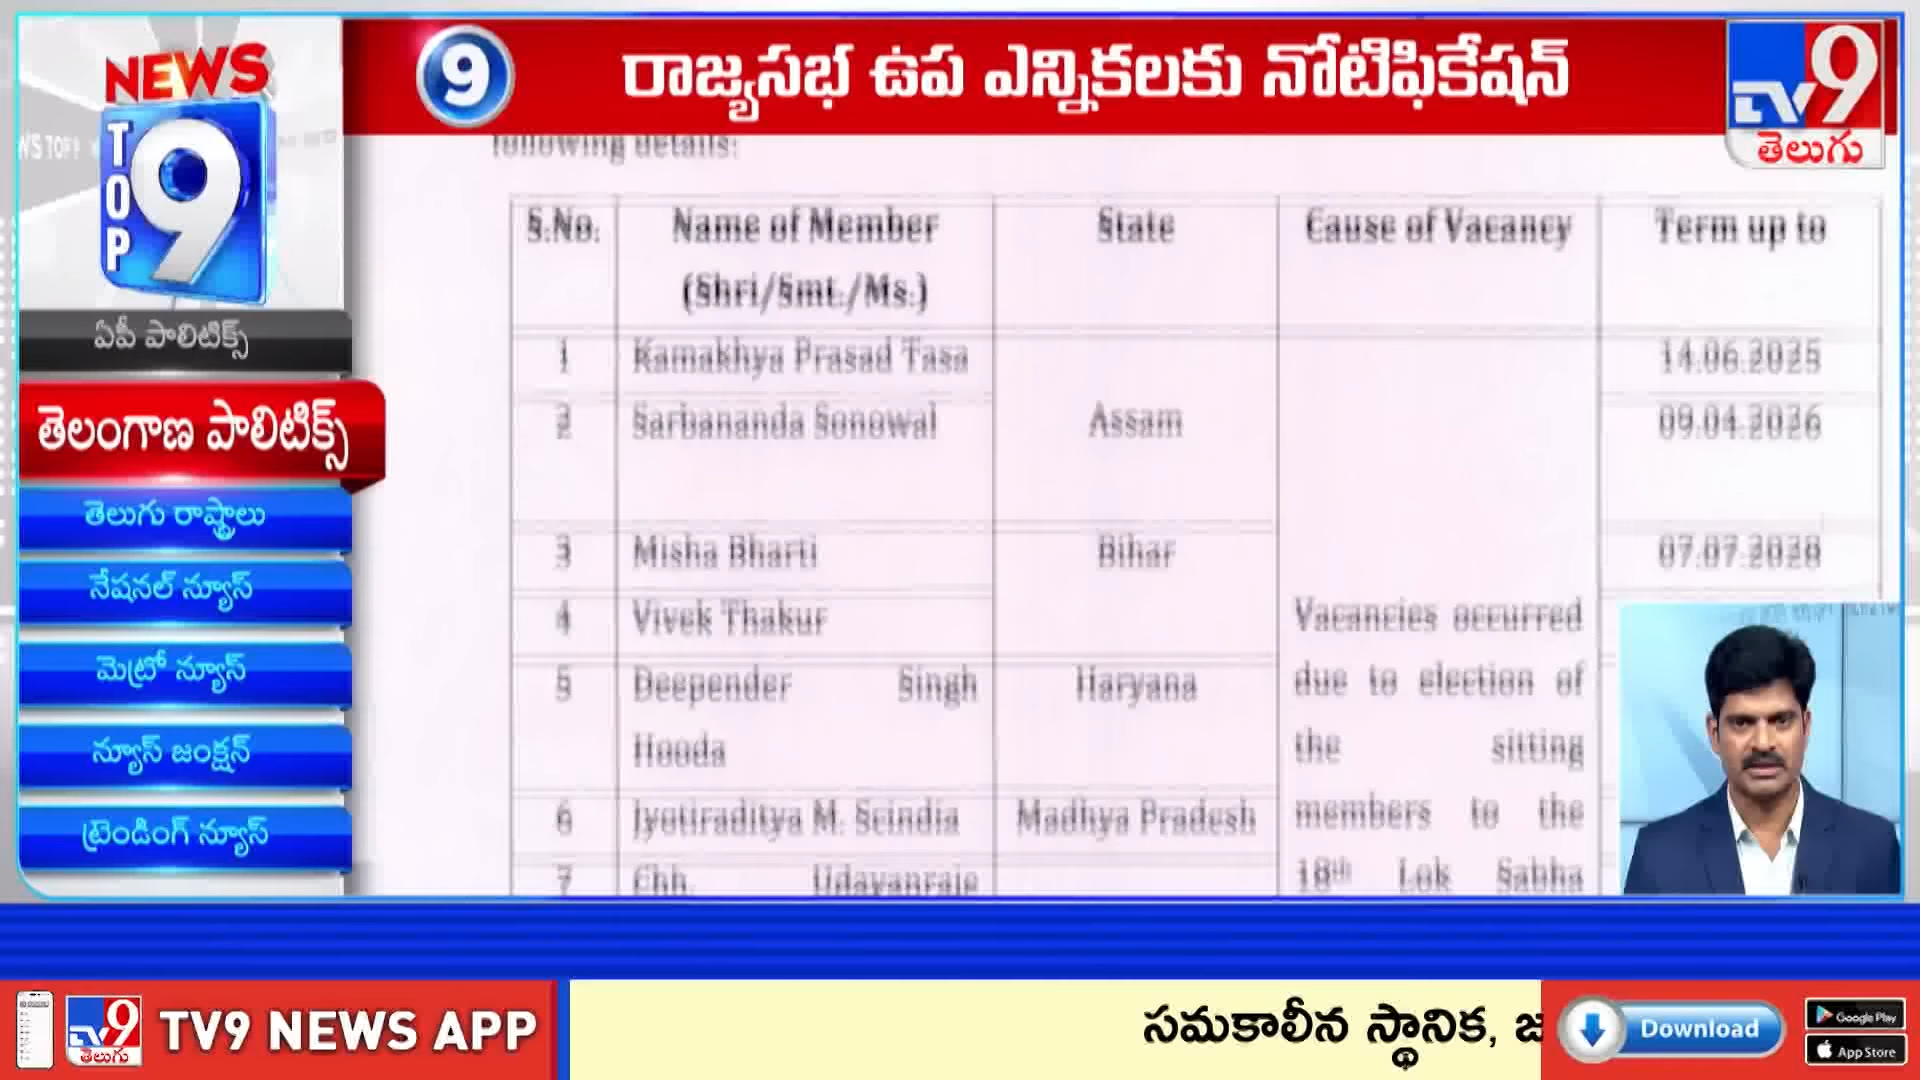 NEWS
TOP
9
9
రాజ్యసభ ఉప ఎన్నికలకు నోటిఫికేషన్
TV9
తెలుగు
ఏపీ పాలిటిక్స్
తెలంగాణ పాలిటిక్స్
తెలుగు రాష్ట్రాలు
నేషనల్ న్యూస్
మెట్రో న్యూస్
న్యూస్ జంక్షన్
ట్రెండింగ్ న్యూస్
following details:
S.No. Name of Member (Shri/Smt./Ms.) State Cause of Vacancy Term up to
1 Kamakhya Prasad Tasa 14.06.2025
2 Sarbananda Sonowal Assam 09.04.2026
3 Misha Bharti Bihar 07.07.2028
4 Vivek Thakur
5 Deepender Singh Hooda Haryana
6 Jyotiraditya M. Scindia Madhya Pradesh
7 Chh. Udayanraje
Vacancies occurred
due to election of
the sitting
members to the
18th Lok Sabha
TV9
తెలుగు
TV9 NEWS APP
సమకాలీన స్థానిక,
Download
Google Play
App Store